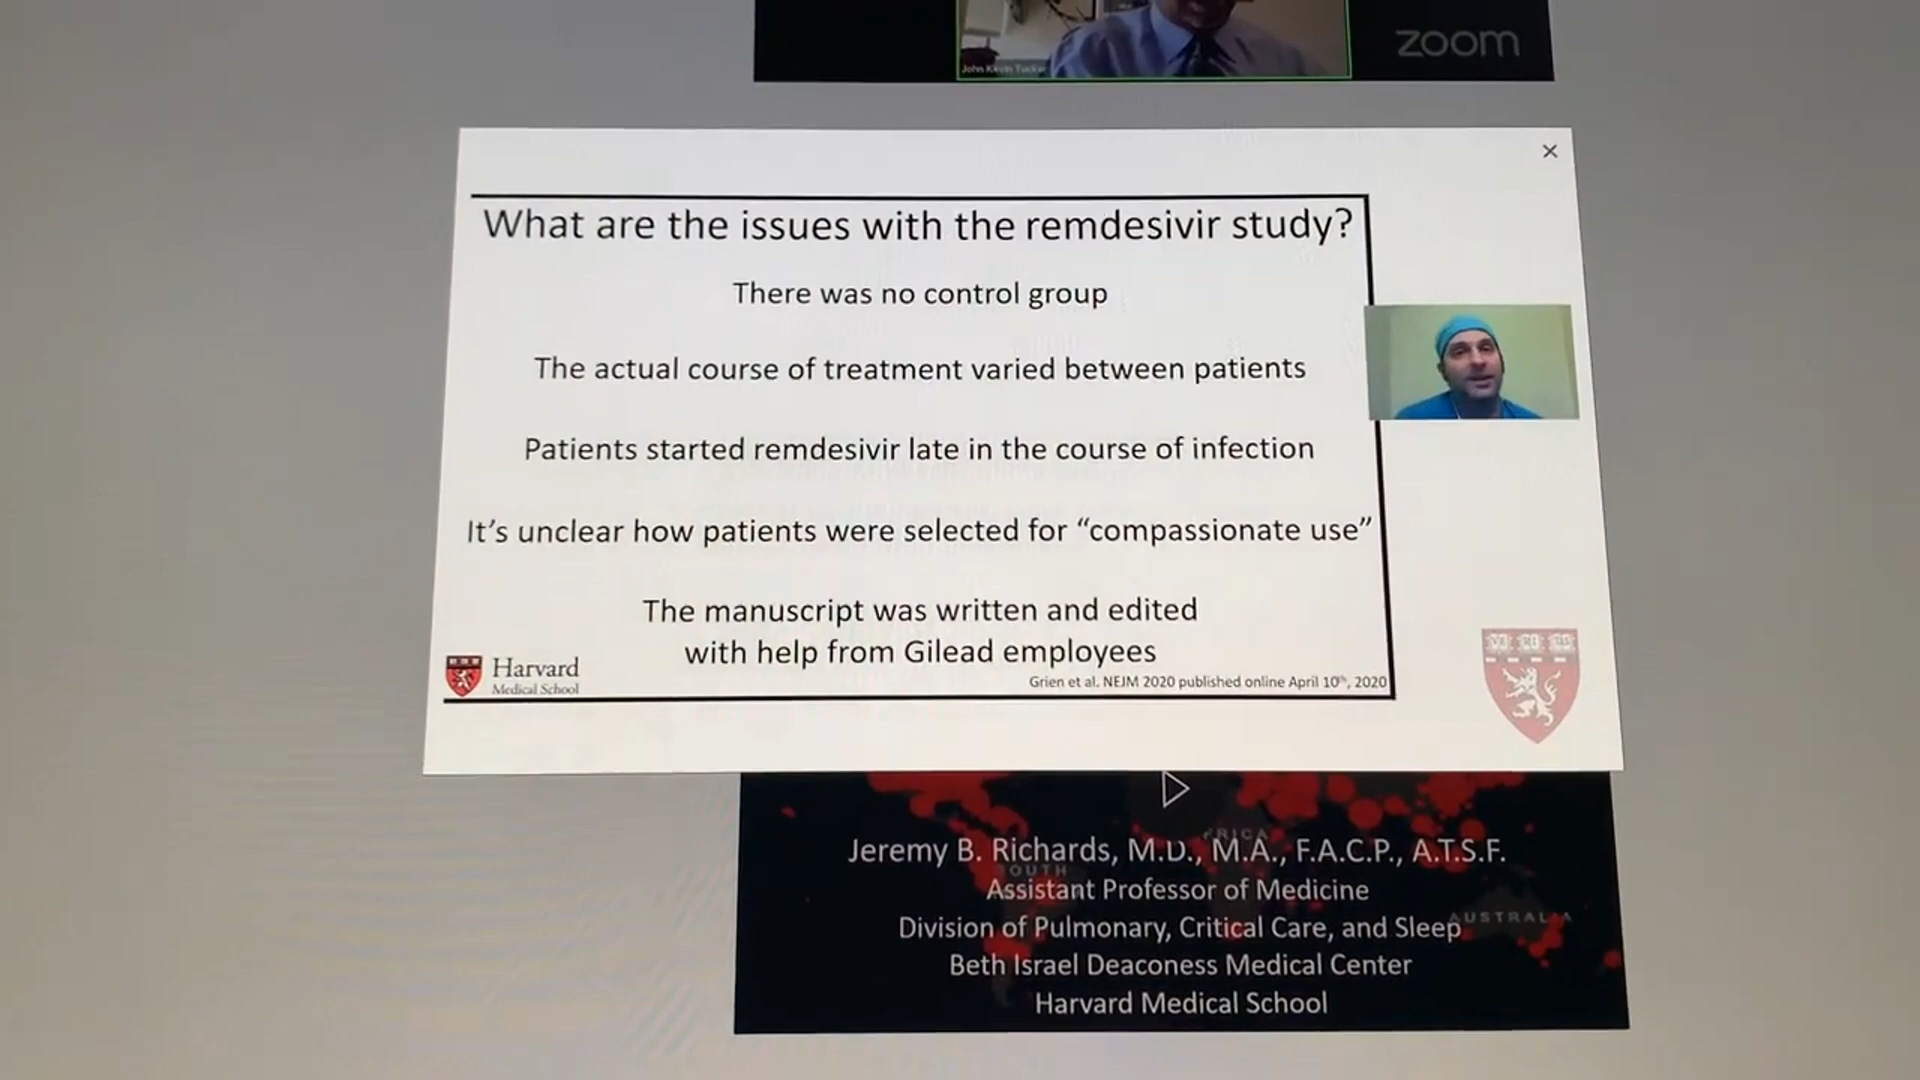 John Kevin Tucker
zoom
×
What are the issues with the remdesivir study?
There was no control group
The actual course of treatment varied between patients
Patients started remdesivir late in the course of infection
It's unclear how patients were selected for “compassionate use”
The manuscript was written and edited
with help from Gilead employees
Harvard
Medical School
Grien et al. NEJM 2020 published online April 10th, 2020
AFRICA
Jeremy B. Richards, M.D., M.A., F.A.C.P., A.T.S.F.
SOUTH
Assistant Professor of Medicine
AUSTRALIA
Division of Pulmonary, Critical Care, and Sleep
Beth Israel Deaconess Medical Center
Harvard Medical School